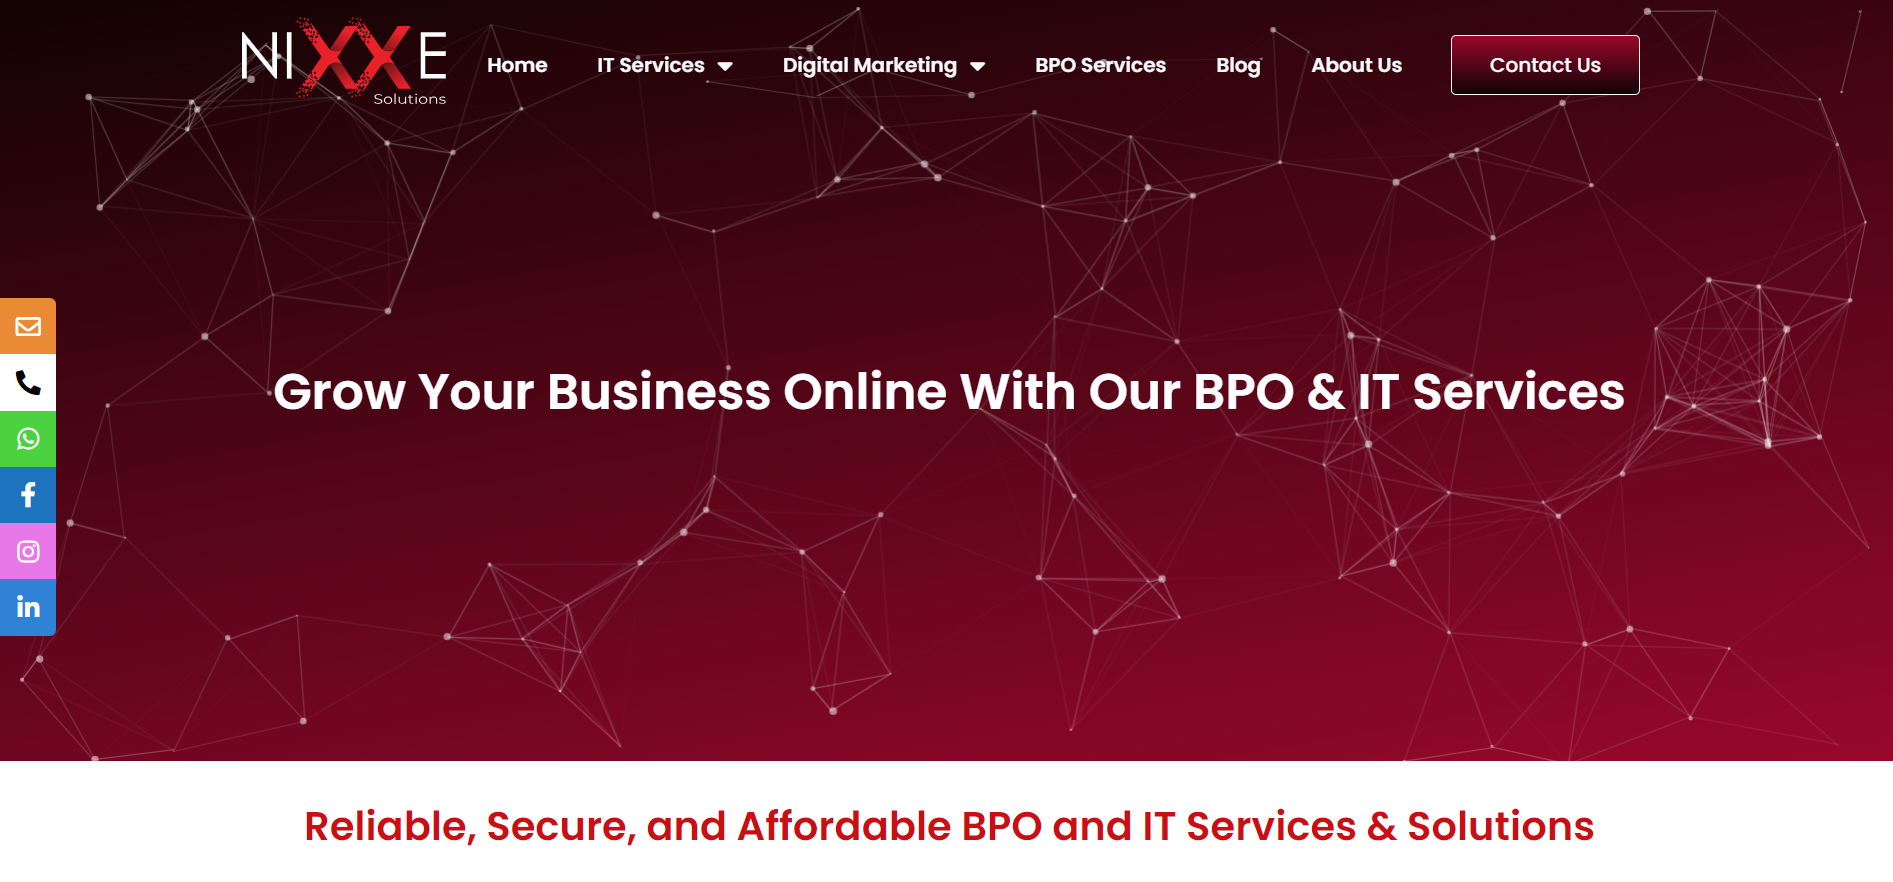 NIXXE
Solutions
Home
IT Services
Digital Marketing
BPO Services
Blog
About Us
Contact Us
Grow Your Business Online With Our BPO & IT Services
Reliable, Secure, and Affordable BPO and IT Services & Solutions